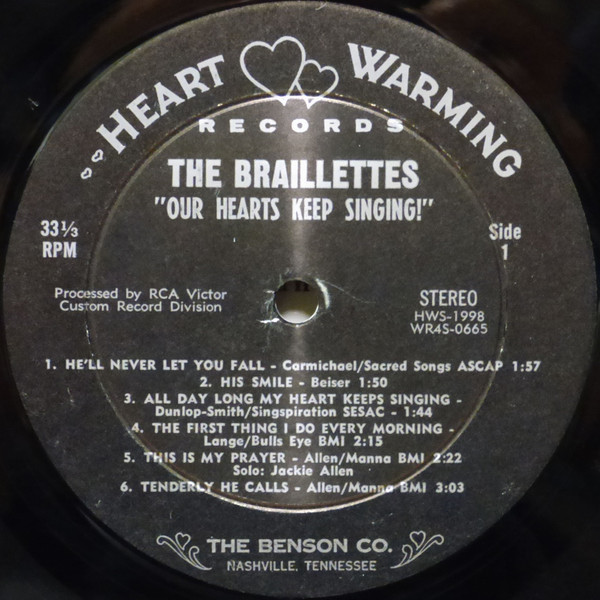 HEART WARMING
RECORDS
THE BRAILLETTES
"OUR HEARTS KEEP SINGING!"
33⅓
RPM
Side
1
Processed by RCA Victor
Custom Record Division
STEREO
HWS-1998
WR4S-0665
1. HE'LL NEVER LET YOU FALL - Carmichael/Sacred Songs ASCAP 1:57
2. HIS SMILE - Beiser 1:50
3. ALL DAY LONG MY HEART KEEPS SINGING -
Dunlop-Smith/Singspiration SESAC - 1:44
4. THE FIRST THING I DO EVERY MORNING -
Lange/Bulls Eye BMI 2:15
5. THIS IS MY PRAYER - Allen/Manna BMI 2:22
Solo: Jackie Allen
6. TENDERLY HE CALLS - Allen/Manna BMI 3:03
THE BENSON CO.
NASHVILLE, TENNESSEE